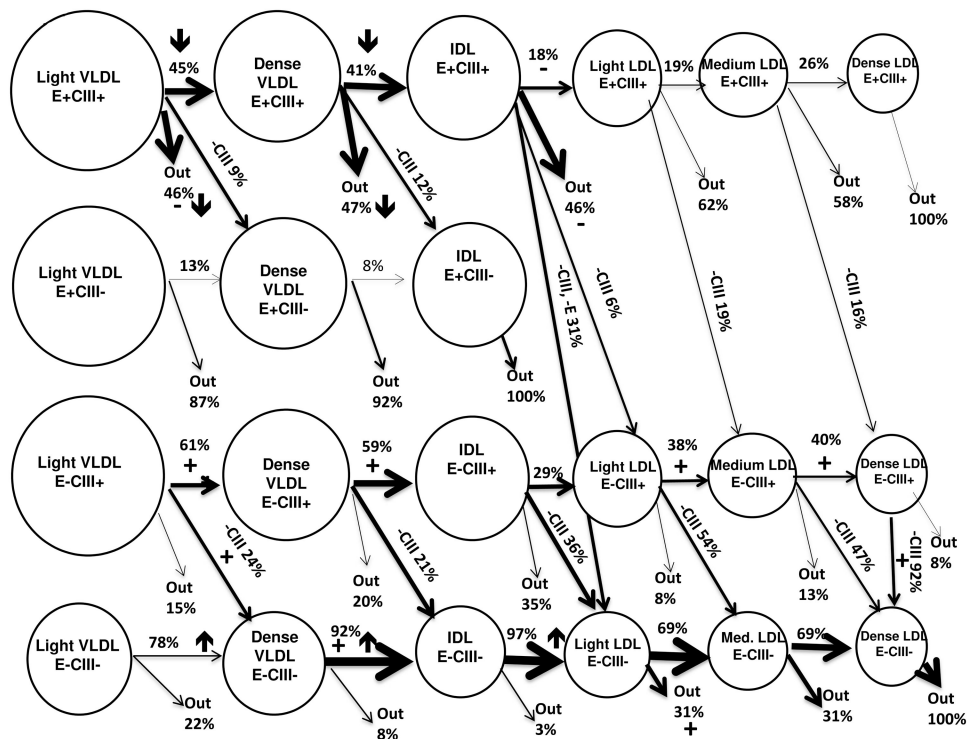 Light VLDL
E+CIII+
45%
Dense
VLDL
E+CIII+
41%
IDL
E+CIII+
18%
-
Light LDL
E+CIII+
19%
Medium LDL
E+CIII+
26%
Dense LDL
E+CIII+
Out
46%
-
-CIII 9%
Out
47%
-CIII 12%
Out
46%
-
Out
62%
Out
58%
Out
100%
-CIII, -E 31%
-CIII 6%
-CIII 19%
-CIII 16%
Light VLDL
E+CIII-
13%
Dense
VLDL
E+CIII-
8%
IDL
E+CIII-
Out
87%
Out
92%
Out
100%
Light VLDL
E-CIII+
61%
+
Dense
VLDL
E-CIII+
59%
+
IDL
E-CIII+
29%
Light LDL
E-CIII+
38%
+
Medium LDL
E-CIII+
40%
+
Dense LDL
E-CIII+
-CIII 24%
+
-CIII 21%
-CIII 36%
-CIII 54%
-CIII 47%
-CIII 92%
+
Out
15%
Out
20%
Out
35%
Out
8%
Out
13%
Out
8%
Light VLDL
E-CIII-
78%
Dense
VLDL
E-CIII-
92%
+
IDL
E-CIII-
97%
Light LDL
E-CIII-
69%
Med. LDL
E-CIII-
69%
Dense LDL
E-CIII-
Out
22%
Out
8%
Out
3%
Out
31%
+
Out
31%
Out
100%